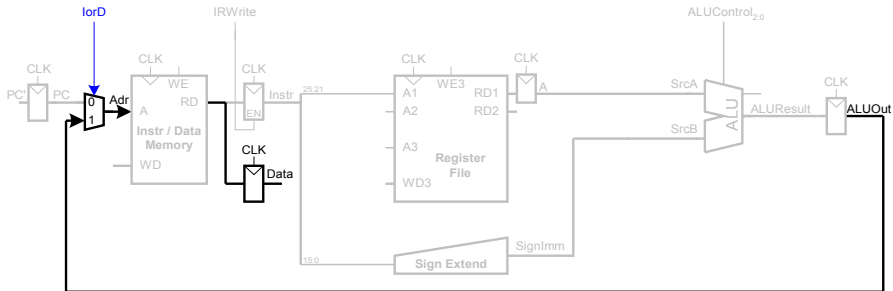 IorD
IRWrite
ALUControl2:0
CLK
CLK
CLK
CLK
CLK
CLK
PC'
PC
0
1
Adr
WE
A
RD
Instr / Data
Memory
WD
EN
Instr
CLK
Data
25:21
15:0
WE3
A1
RD1
A2
RD2
A3
WD3
Register
File
A
SrcA
SrcB
ALU
ALUResult
ALUOut
SignImm
Sign Extend